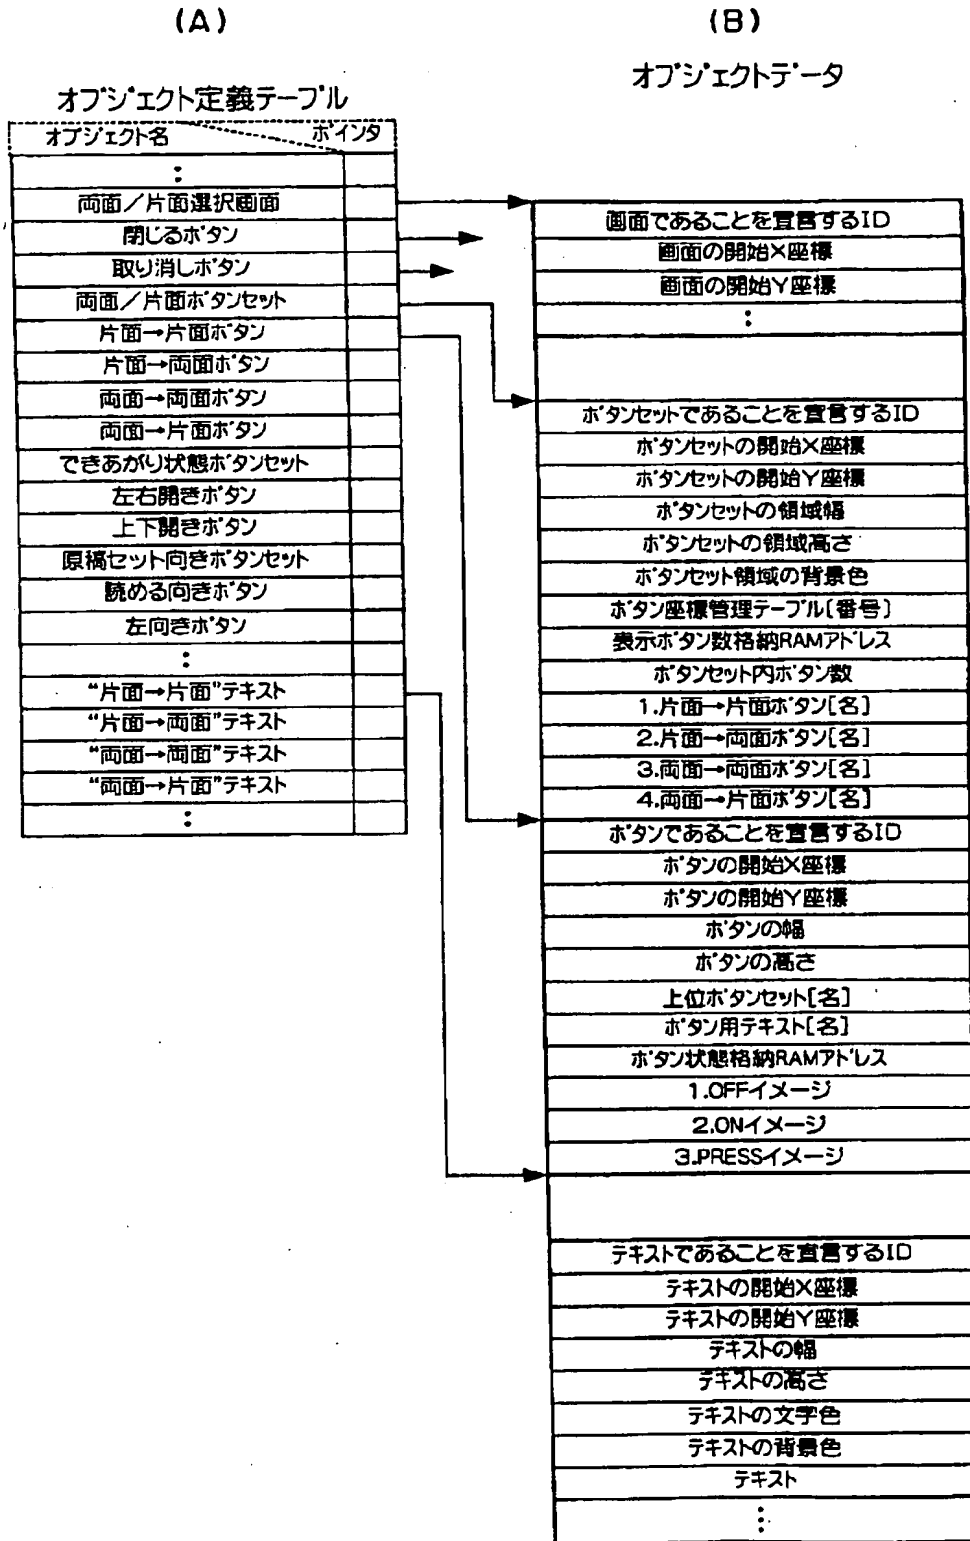 (A)
オブジェクト定義テーブル
オブジェクト名 ポインタ
：
両面／片面選択画面
閉じるボタン
取り消しボタン
両面／片面ボタンセット
片面→片面ボタン
片面→両面ボタン
両面→両面ボタン
両面→片面ボタン
できあがり状態ボタンセット
左右開きボタン
上下開きボタン
原稿セット向きボタンセット
読める向きボタン
左向きボタン
：
“片面→片面”テキスト
“片面→両面”テキスト
“両面→両面”テキスト
“両面→片面”テキスト
：
(B)
オブジェクトデータ
画面であることを宣言するID
画面の開始X座標
画面の開始Y座標
：
ボタンセットであることを宣言するID
ボタンセットの開始X座標
ボタンセットの開始Y座標
ボタンセットの領域幅
ボタンセットの領域高さ
ボタンセット領域の背景色
ボタン座標管理テーブル[番号]
表示ボタン数格納RAMアドレス
ボタンセット内ボタン数
1.片面→片面ボタン[名]
2.片面→両面ボタン[名]
3.両面→両面ボタン[名]
4.両面→片面ボタン[名]
ボタンであることを宣言するID
ボタンの開始X座標
ボタンの開始Y座標
ボタンの幅
ボタンの高さ
上位ボタンセット[名]
ボタン用テキスト[名]
ボタン状態格納RAMアドレス
1.OFFイメージ
2.ONイメージ
3.PRESSイメージ
テキストであることを宣言するID
テキストの開始X座標
テキストの開始Y座標
テキストの幅
テキストの高さ
テキストの文字色
テキストの背景色
テキスト
：